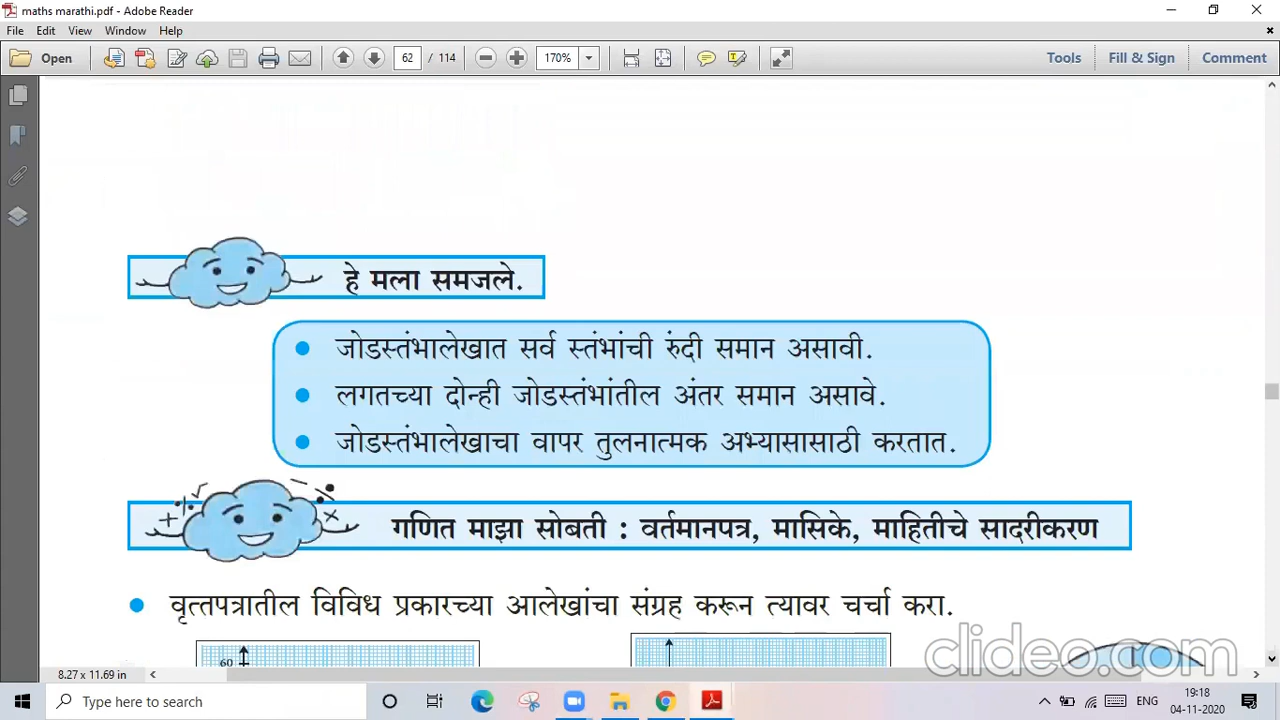 maths marathi.pdf - Adobe Reader
File Edit View Window Help
Open 62 / 114 170% Tools Fill & Sign Comment
हे मला समजले.
जोडस्तंभालेखात सर्व स्तंभांची रुंदी समान असावी.
लगतच्या दोन्ही जोडस्तंभांतील अंतर समान असावे.
जोडस्तंभालेखाचा वापर तुलनात्मक अभ्यासासाठी करतात.
गणित माझा सोबती : वर्तमानपत्र, मासिके, माहितीचे सादरीकरण
वृत्तपत्रातील विविध प्रकारच्या आलेखांचा संग्रह करून त्यावर चर्चा करा.
60
clideo.com
8.27 x 11.69 in
Type here to search ENG 19:18
04-11-2020